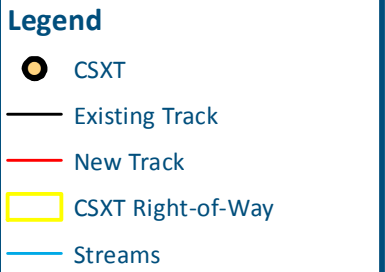 Legend
CSXT
Existing Track
New Track
CSXT Right-of-Way
Streams